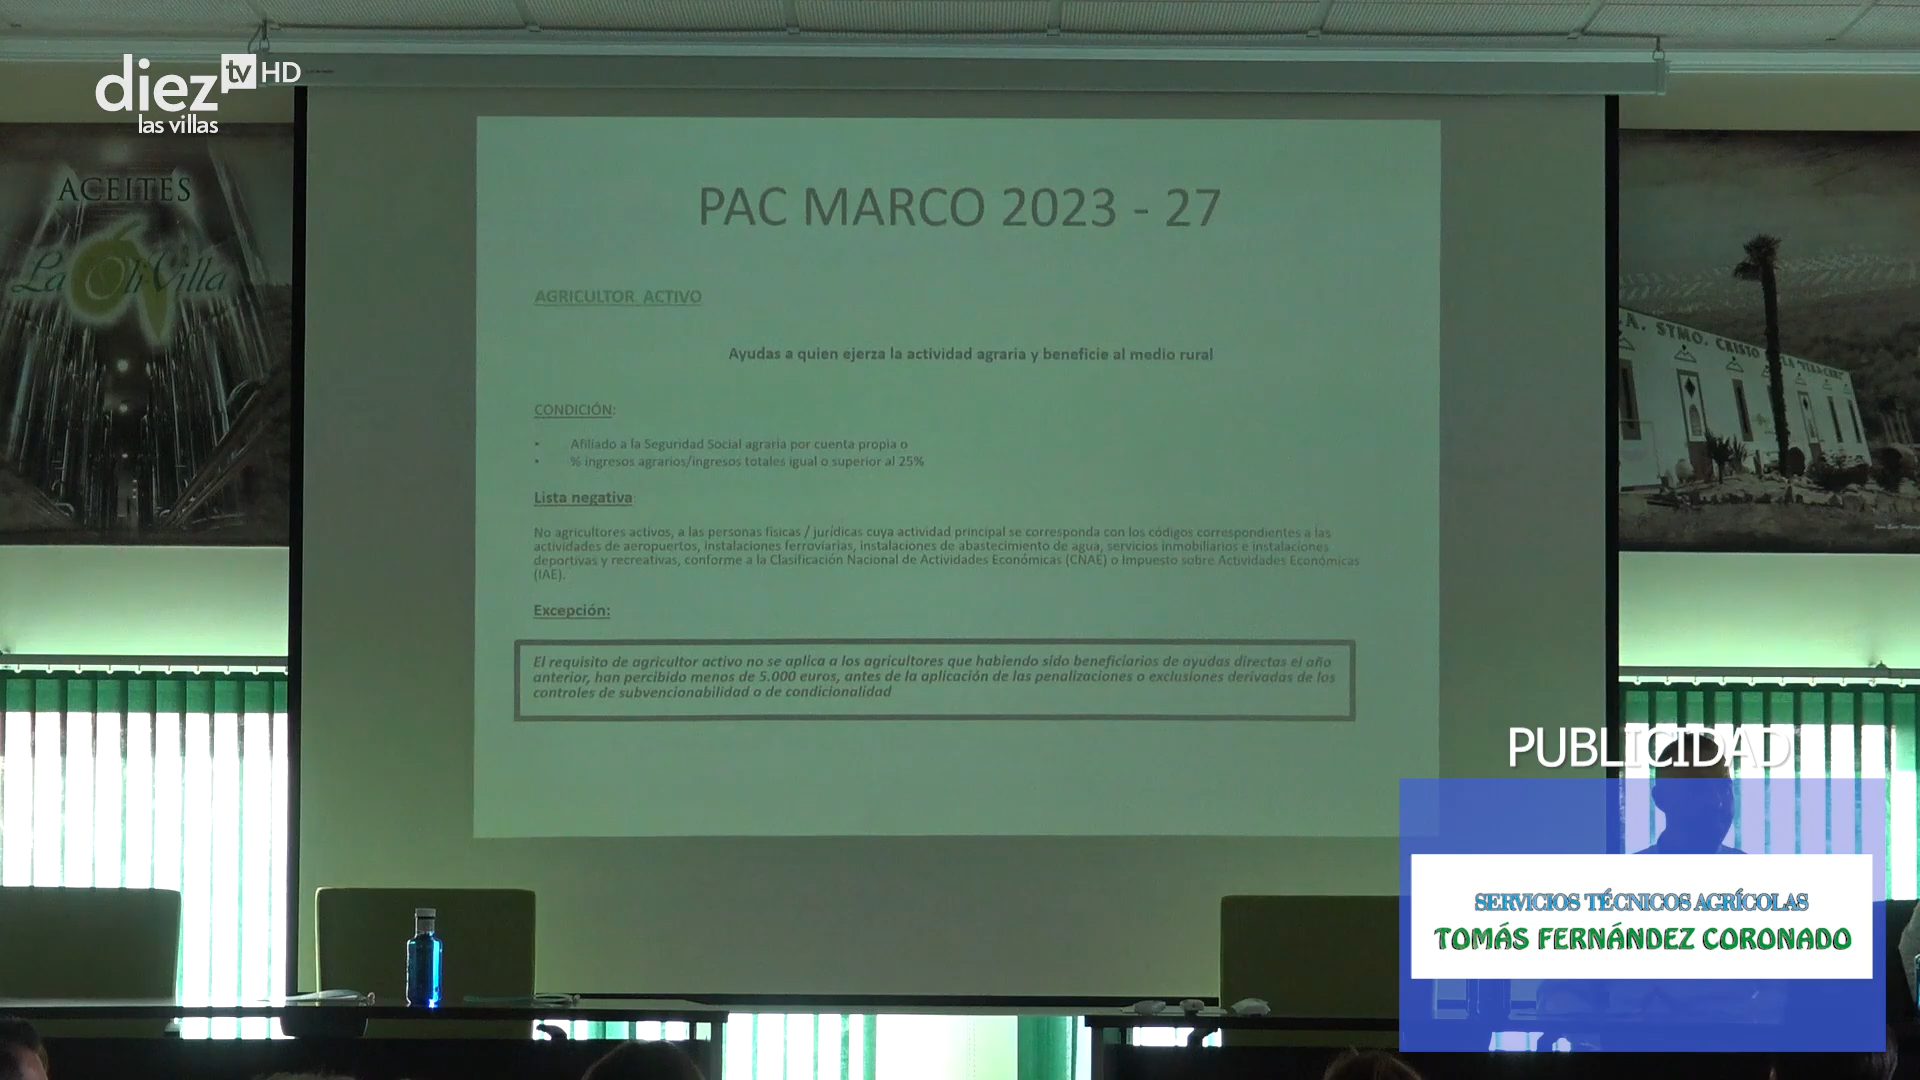 diez tv HD
las villas
ACEITES
La Oli Villa
PAC MARCO 2023 - 27
AGRICULTOR ACTIVO
Ayudas a quien ejerza la actividad agraria y beneficie al medio rural
CONDICIÓN:
• Afiliado a la Seguridad Social agraria por cuenta propia o
• % ingresos agrarios/ingresos totales igual o superior al 25%
Lista negativa
No agricultores activos, a las personas físicas / jurídicas cuya actividad principal se corresponda con los códigos correspondientes a las
actividades de aeropuertos, instalaciones ferroviarias, instalaciones de abastecimiento de agua, servicios inmobiliarios e instalaciones
deportivas y recreativas, conforme a la Clasificación Nacional de Actividades Económicas (CNAE) o Impuesto sobre Actividades Económicas
(IAE).
Excepción:
El requisito de agricultor activo no se aplica a los agricultores que habiendo sido beneficiarios de ayudas directas el año
anterior, han percibido menos de 5.000 euros, antes de la aplicación de las penalizaciones o exclusiones derivadas de los
controles de subvencionabilidad o de condicionalidad
A. STMO. CRISTO LA "VERA-CRUZ"
PUBLICIDAD
SERVICIOS TÉCNICOS AGRÍCOLAS
TOMÁS FERNÁNDEZ CORONADO